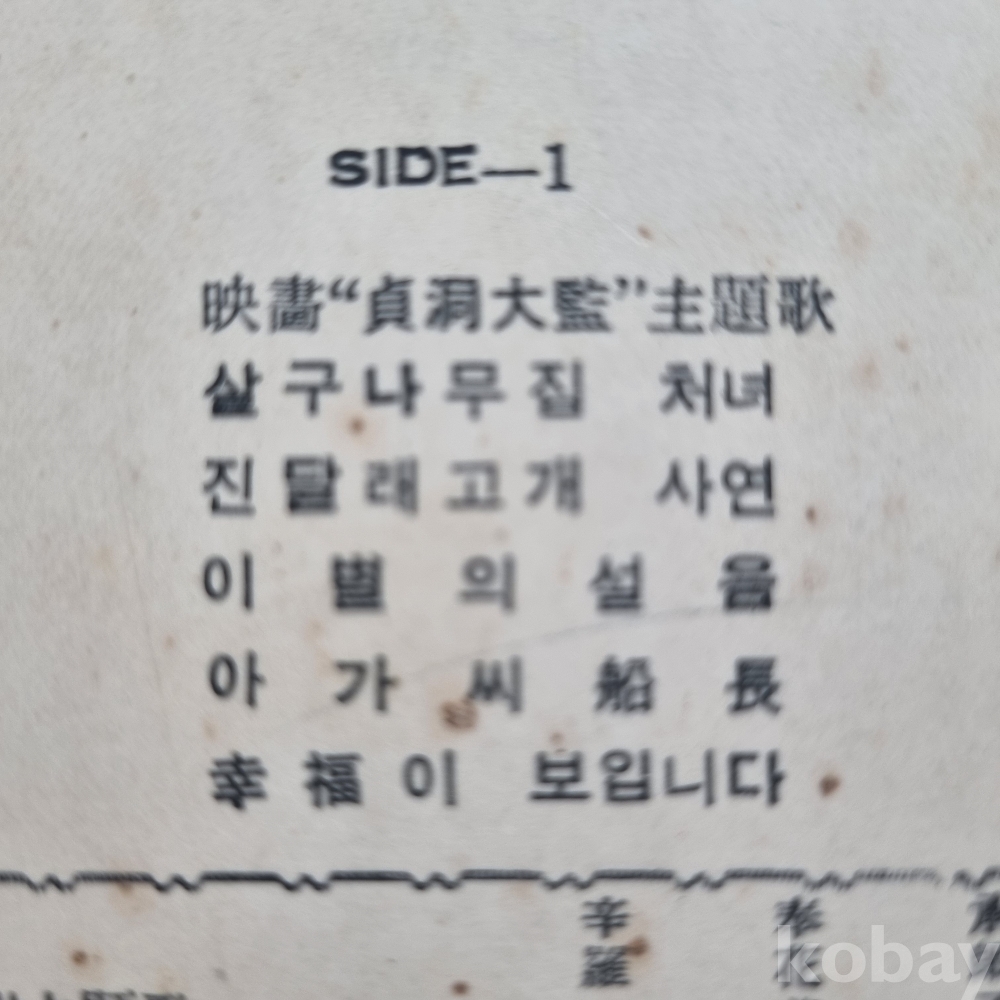 SIDE—1
映畵“貞洞大監”主題歌
살구나무집 처녀
진달래고개 사연
이별의 설움
아가씨船長
幸福이 보입니다
kobay